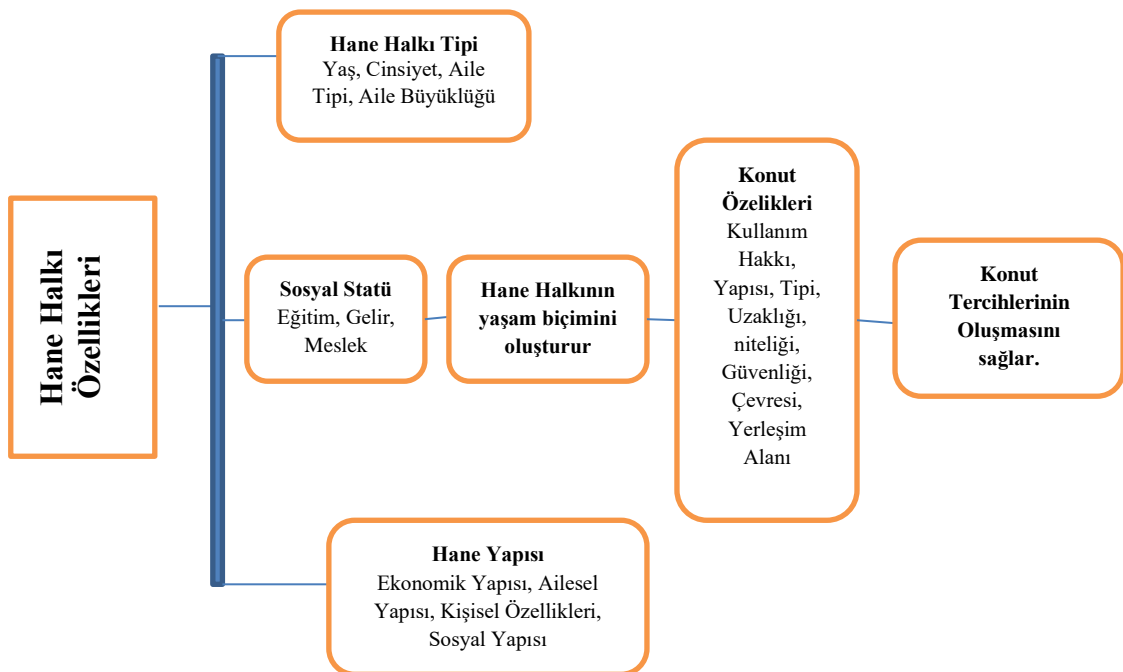 Hane Halkı
Özellikleri
Hane Halkı Tipi
Yaş, Cinsiyet, Aile
Tipi, Aile Büyüklüğü
Sosyal Statü
Eğitim, Gelir,
Meslek
Hane Halkının
yaşam biçimini
oluşturur
Konut
Özelikleri
Kullanım
Hakkı,
Yapısı, Tipi,
Uzaklığı,
niteliği,
Güvenliği,
Çevresi,
Yerleşim
Alanı
Konut
Tercihlerinin
Oluşmasını
sağlar.
Hane Yapısı
Ekonomik Yapısı, Ailesel
Yapısı, Kişisel Özellikleri,
Sosyal Yapısı